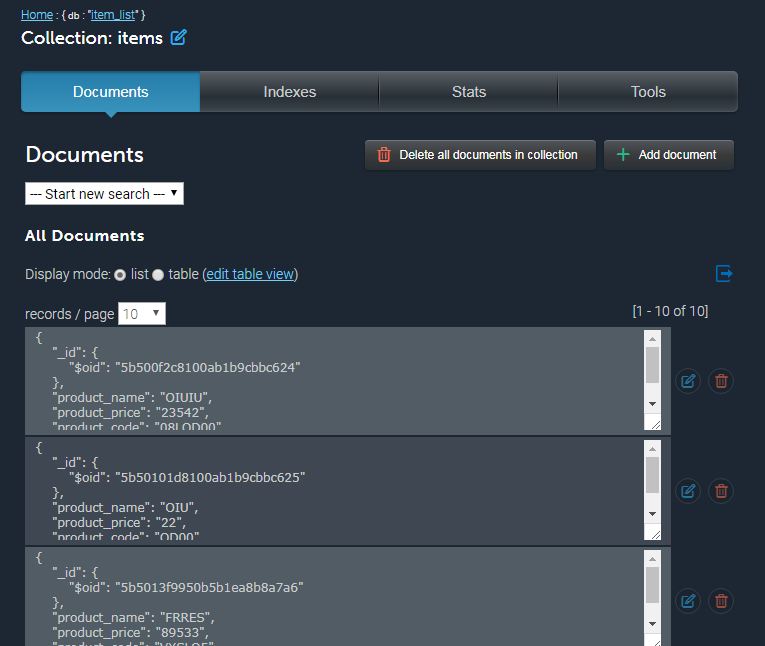 Home : { db : "item_list" }
Collection: items
Documents Indexes Stats Tools
Documents
Delete all documents in collection
Add document
--- Start new search ---
All Documents
Display mode: list table (edit table view)
records / page 10
[1 - 10 of 10]
{
"_id": {
"$oid": "5b500f2c8100ab1b9cbbc624"
},
"product_name": "OIUIU",
"product_price": "23542",
"product_code": "08LOD00"
{
"_id": {
"$oid": "5b50101d8100ab1b9cbbc625"
},
"product_name": "OIU",
"product_price": "22",
"product_code": "OD00"
{
"_id": {
"$oid": "5b5013f9950b5b1ea8b8a7a6"
},
"product_name": "FRRES",
"product_price": "89533",
"product_code":